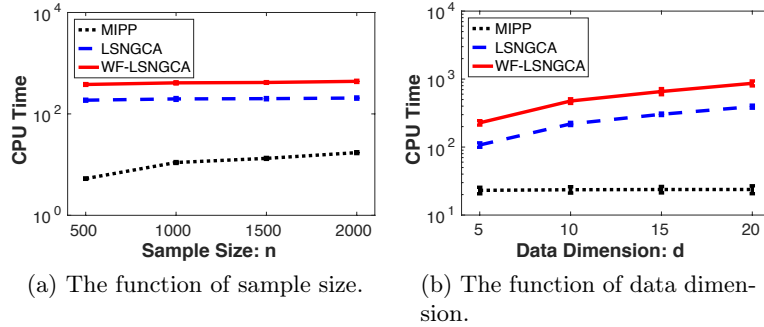 10^4
10^2
10^0
CPU Time
MIPP
LSNGCA
WF-LSNGCA
500
1000
1500
2000
Sample Size: n
(a) The function of sample size.
10^4
10^3
10^2
10^1
CPU Time
MIPP
LSNGCA
WF-LSNGCA
5
10
15
20
Data Dimension: d
(b) The function of data dimen-
sion.